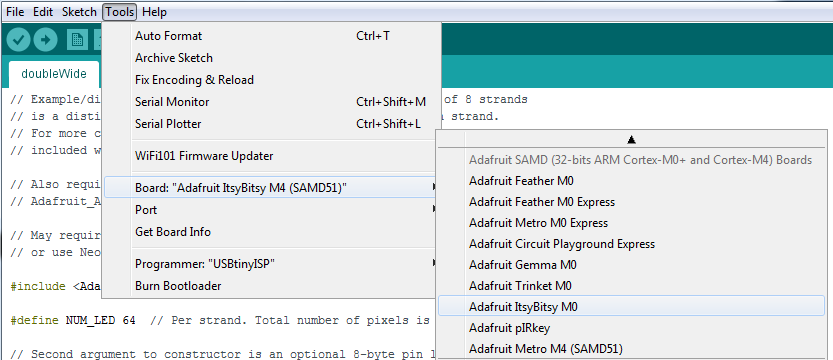 File Edit Sketch Tools Help
doubleWide
Auto Format Ctrl+T
Archive Sketch
Fix Encoding & Reload
Serial Monitor Ctrl+Shift+M
Serial Plotter Ctrl+Shift+L
WiFi101 Firmware Updater
Board: "Adafruit ItsyBitsy M4 (SAMD51)"
Port
Get Board Info
Programmer: "USBtinyISP"
Burn Bootloader
Adafruit SAMD (32-bits ARM Cortex-M0+ and Cortex-M4) Boards
Adafruit Feather M0
Adafruit Feather M0 Express
Adafruit Metro M0 Express
Adafruit Circuit Playground Express
Adafruit Gemma M0
Adafruit Trinket M0
Adafruit ItsyBitsy M0
Adafruit pIRkey
Adafruit Metro M4 (SAMD51)
// Example/di of 8 strands
// is a disti strand.
// For more c
// included w
// Also requi
// Adafruit_A
// May requir
// or use Neo
#include <Ada
#define NUM_LED 64 // Per strand. Total number of pixels is
// Second argument to constructor is an optional 8-byte pin l